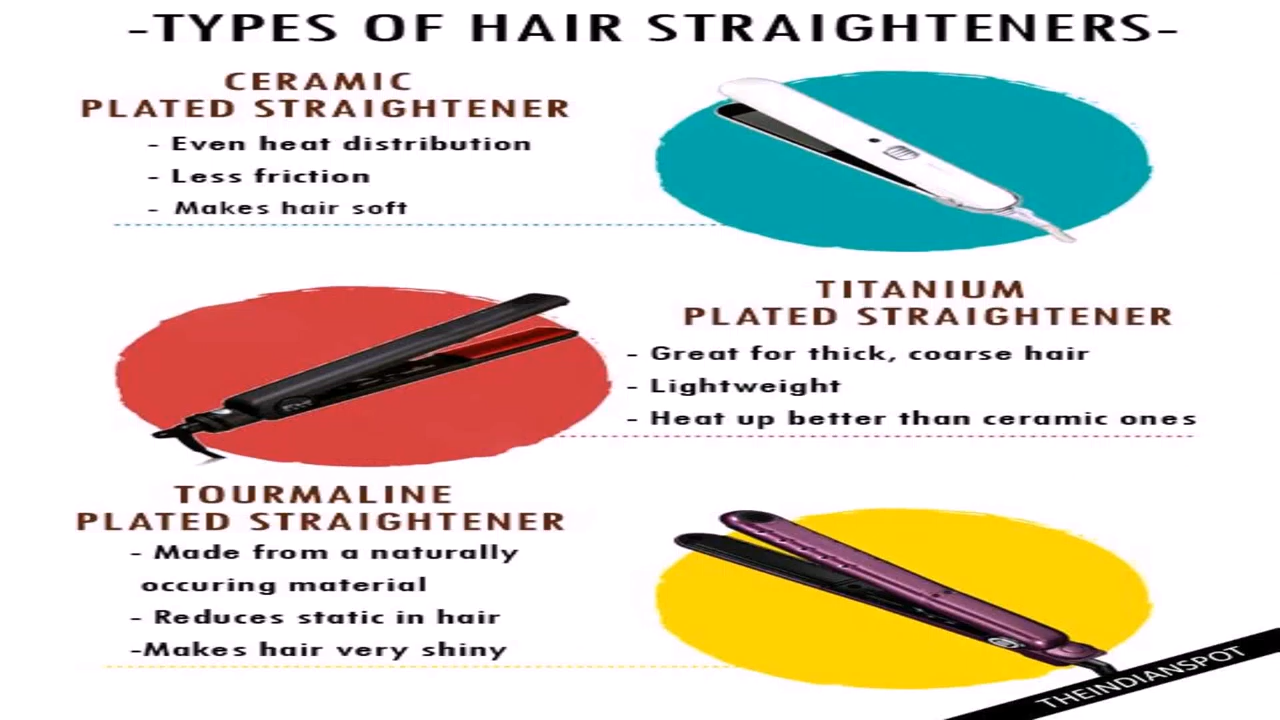 -TYPES OF HAIR STRAIGHTENERS-
CERAMIC
PLATED STRAIGHTENER
- Even heat distribution
- Less friction
- Makes hair soft
TITANIUM
PLATED STRAIGHTENER
- Great for thick, coarse hair
- Lightweight
- Heat up better than ceramic ones
TOURMALINE
PLATED STRAIGHTENER
- Made from a naturally
occuring material
- Reduces static in hair
-Makes hair very shiny
THEINDIANSPOT